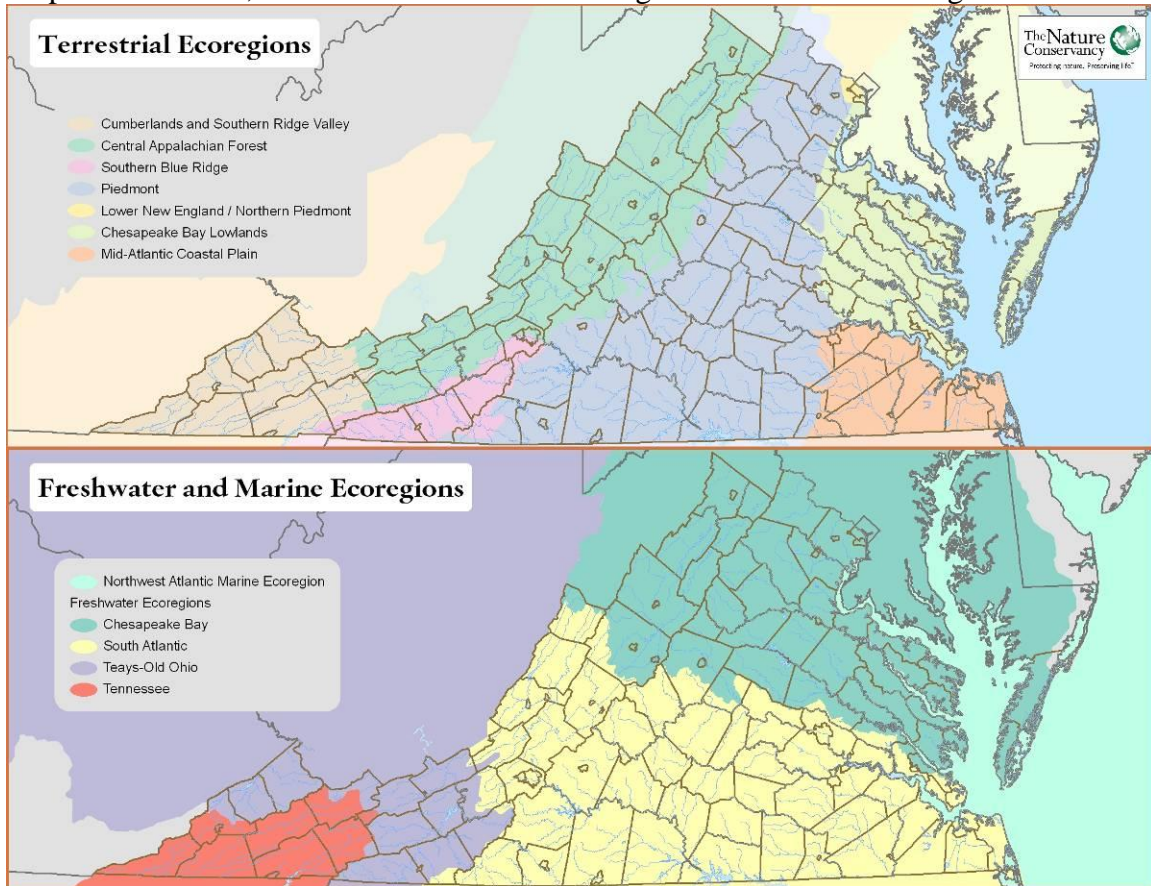 Terrestrial Ecoregions
The Nature
Conservancy
Protecting nature. Preserving life™
Cumberlands and Southern Ridge Valley
Central Appalachian Forest
Southern Blue Ridge
Piedmont
Lower New England / Northern Piedmont
Chesapeake Bay Lowlands
Mid-Atlantic Coastal Plain
Freshwater and Marine Ecoregions
Northwest Atlantic Marine Ecoregion
Freshwater Ecoregions
Chesapeake Bay
South Atlantic
Teays-Old Ohio
Tennessee